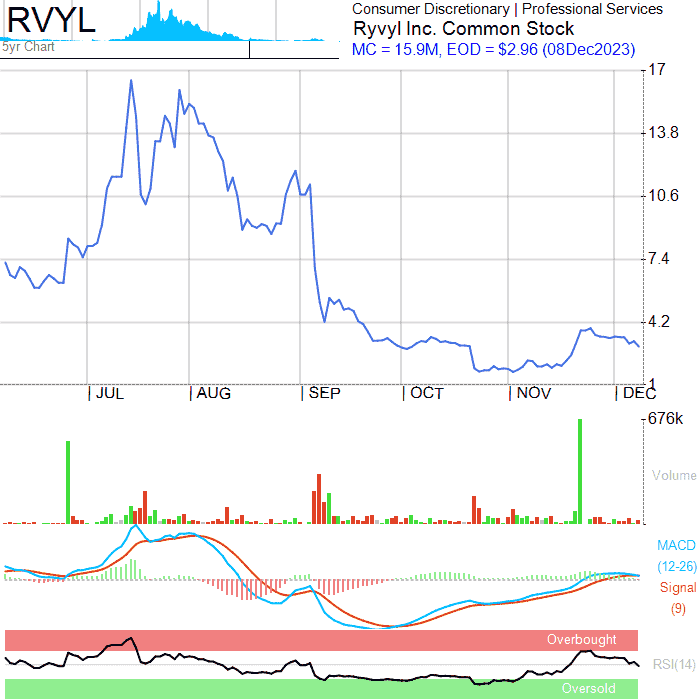 RVYL
5yr Chart
Consumer Discretionary | Professional Services
Ryvyl Inc. Common Stock
MC = 15.9M, EOD = $2.96 (08Dec2023)
17
13.8
10.6
7.4
4.2
1
JUL AUG SEP OCT NOV DEC
676k
Volume
MACD
(12-26)
Signal
(9)
Overbought
RSI(14)
Oversold